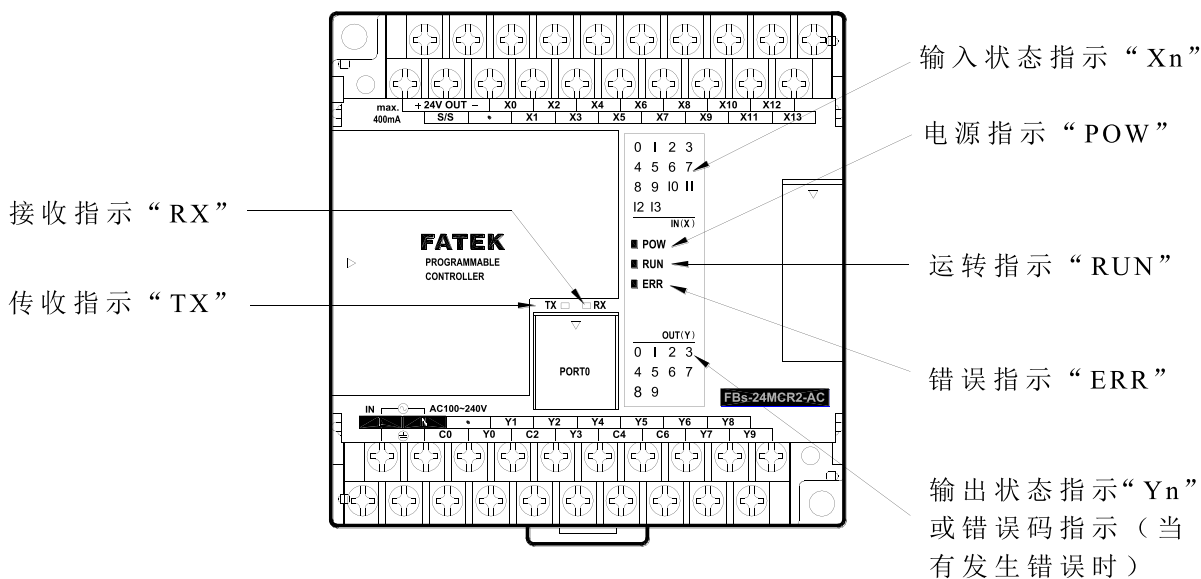 max.
400mA
+ 24V OUT − X0 X2 X4 X6 X8 X10 X12
S/S • X1 X3 X5 X7 X9 X11 X13
输入状态指示“Xn”
电源指示“POW”
0 1 2 3
4 5 6 7
8 9 10 11
12 13
IN(X)
接收指示“RX”
FATEK
PROGRAMMABLE
CONTROLLER
POW
RUN
ERR
运转指示“RUN”
传收指示“TX”
TX RX
PORT0
OUT(Y)
0 1 2 3
4 5 6 7
8 9
错误指示“ERR”
FBs-24MCR2-AC
IN AC100~240V
L N • Y1 Y2 Y4 Y5 Y6 Y8
C0 Y0 C2 Y3 C4 C6 Y7 Y9
输出状态指示“Yn”
或错误码指示（当
有发生错误时）